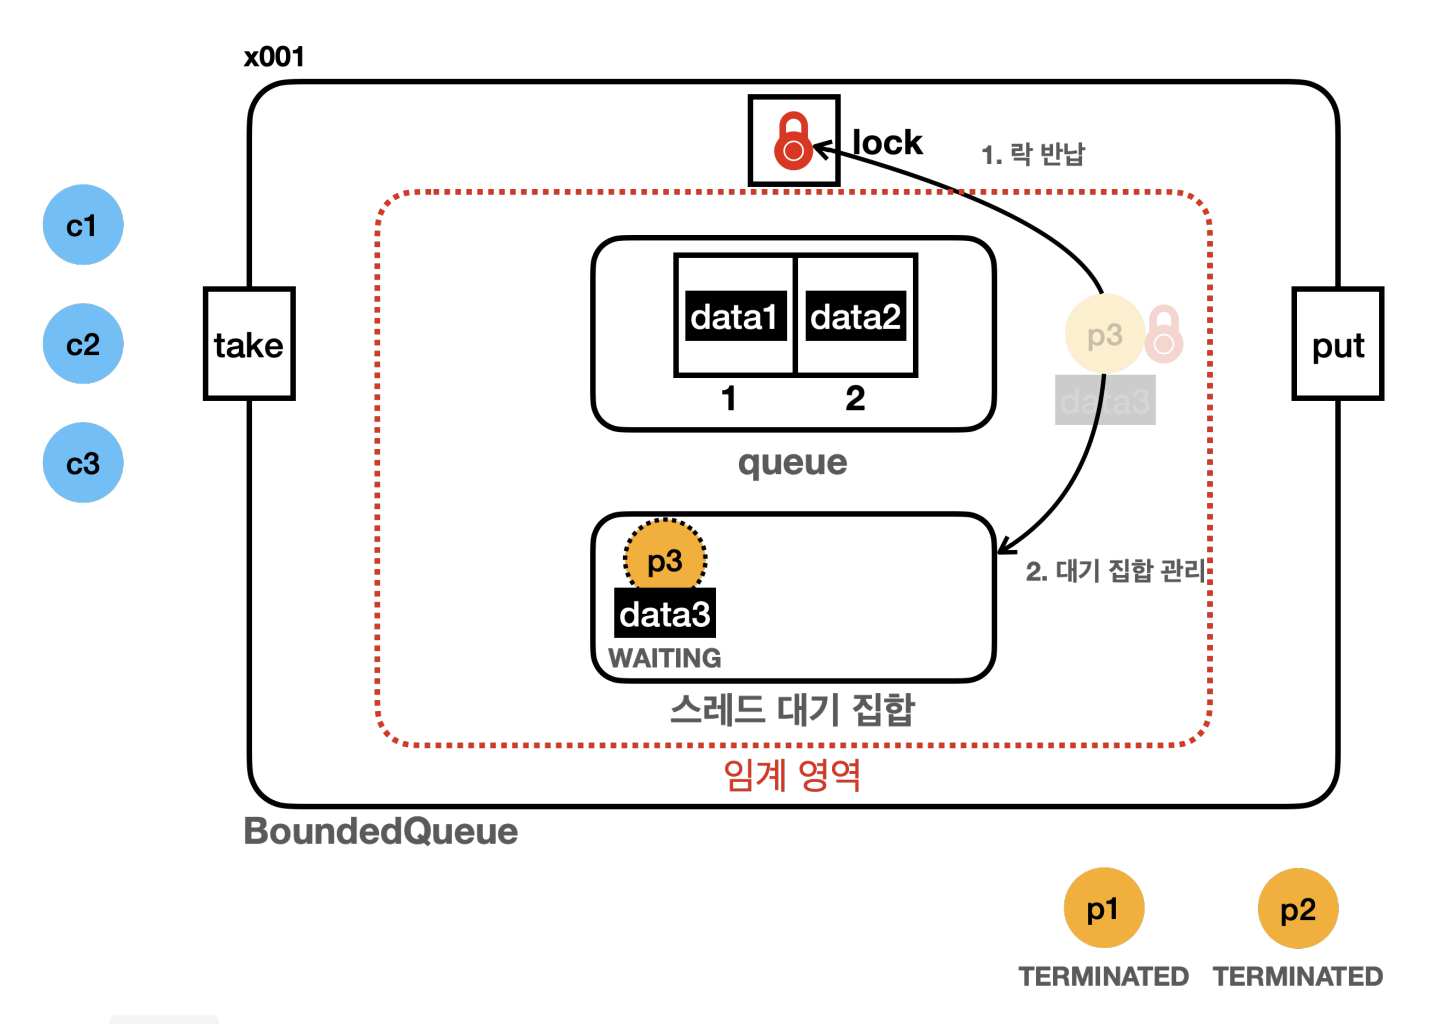 x001
lock
1. 락 반납
c1
c2
c3
take
data1
data2
1
2
queue
p3
data3
put
p3
data3
WAITING
2. 대기 집합 관리
스레드 대기 집합
임계 영역
BoundedQueue
p1
TERMINATED
p2
TERMINATED